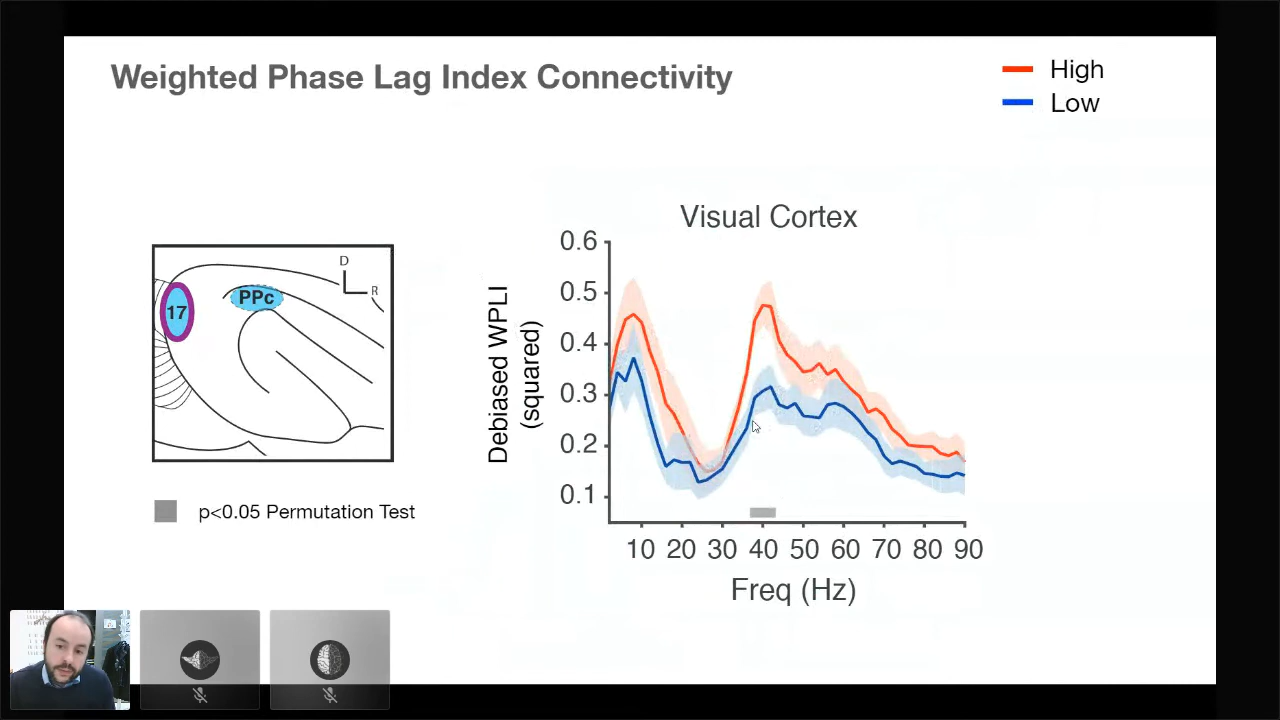 Weighted Phase Lag Index Connectivity
High
Low
D
R
17
PPc
p<0.05 Permutation Test
Visual Cortex
Debiased WPLI
(squared)
0.6
0.5
0.4
0.3
0.2
0.1
10 20 30 40 50 60 70 80 90
Freq (Hz)